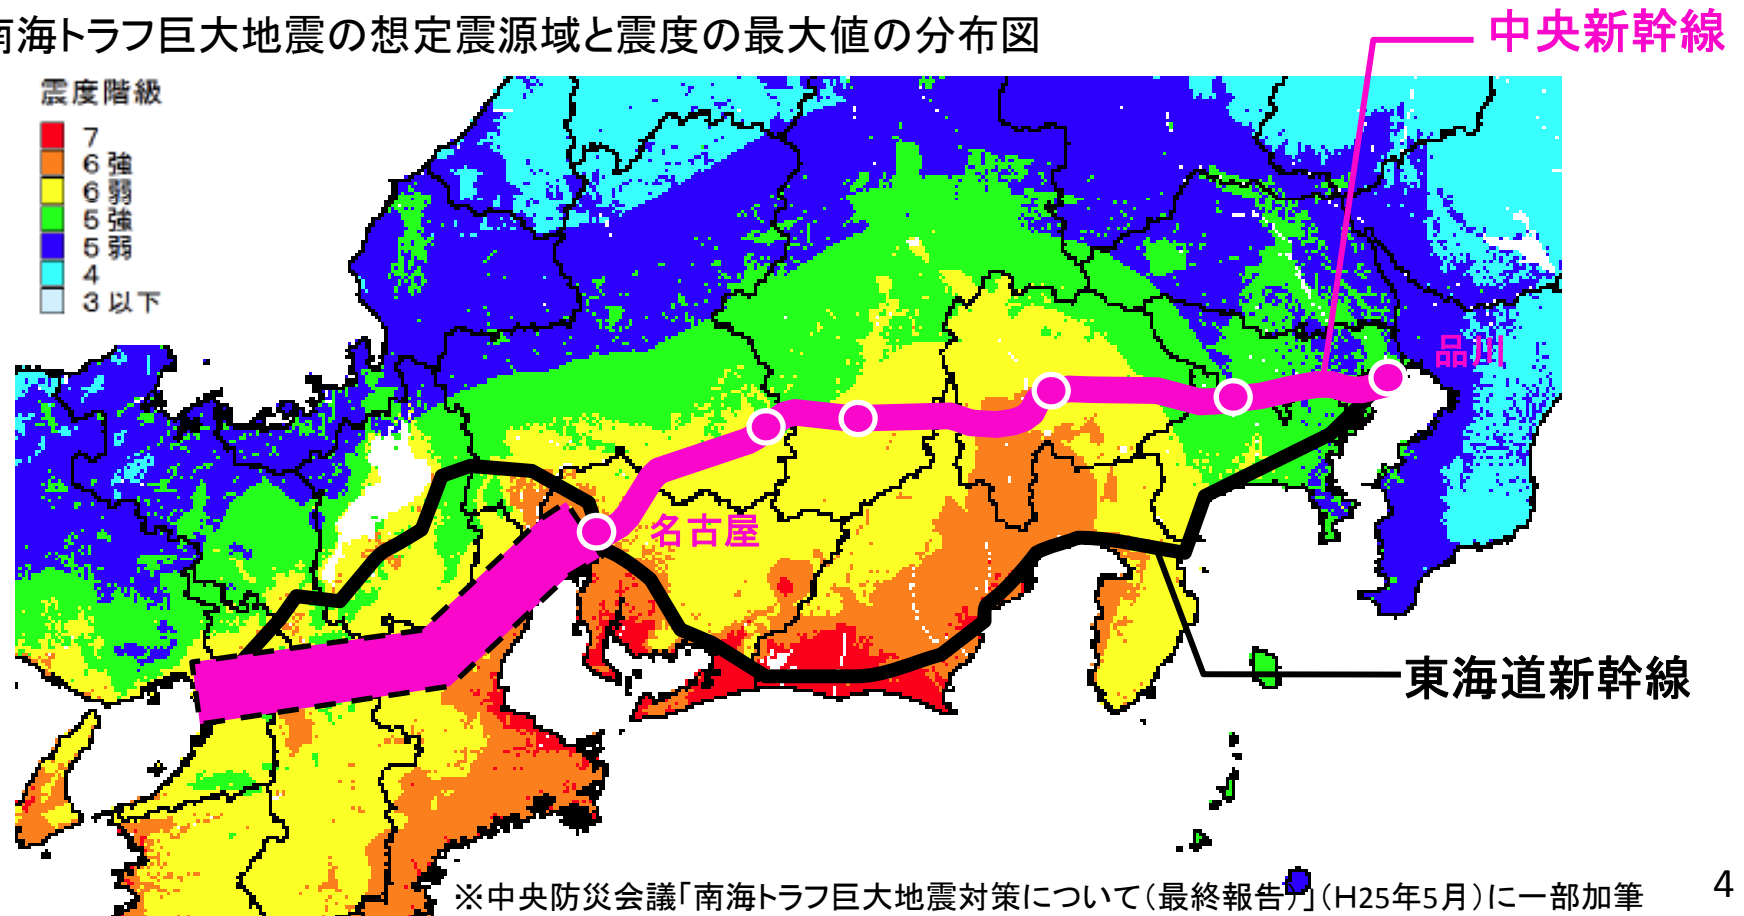 南海トラフ巨大地震の想定震源域と震度の最大値の分布図
中央新幹線
震度階級
7
6強
6弱
5強
5弱
4
3以下
品川
名古屋
東海道新幹線
※中央防災会議「南海トラフ巨大地震対策について(最終報告)」(H25年5月)に一部加筆
4